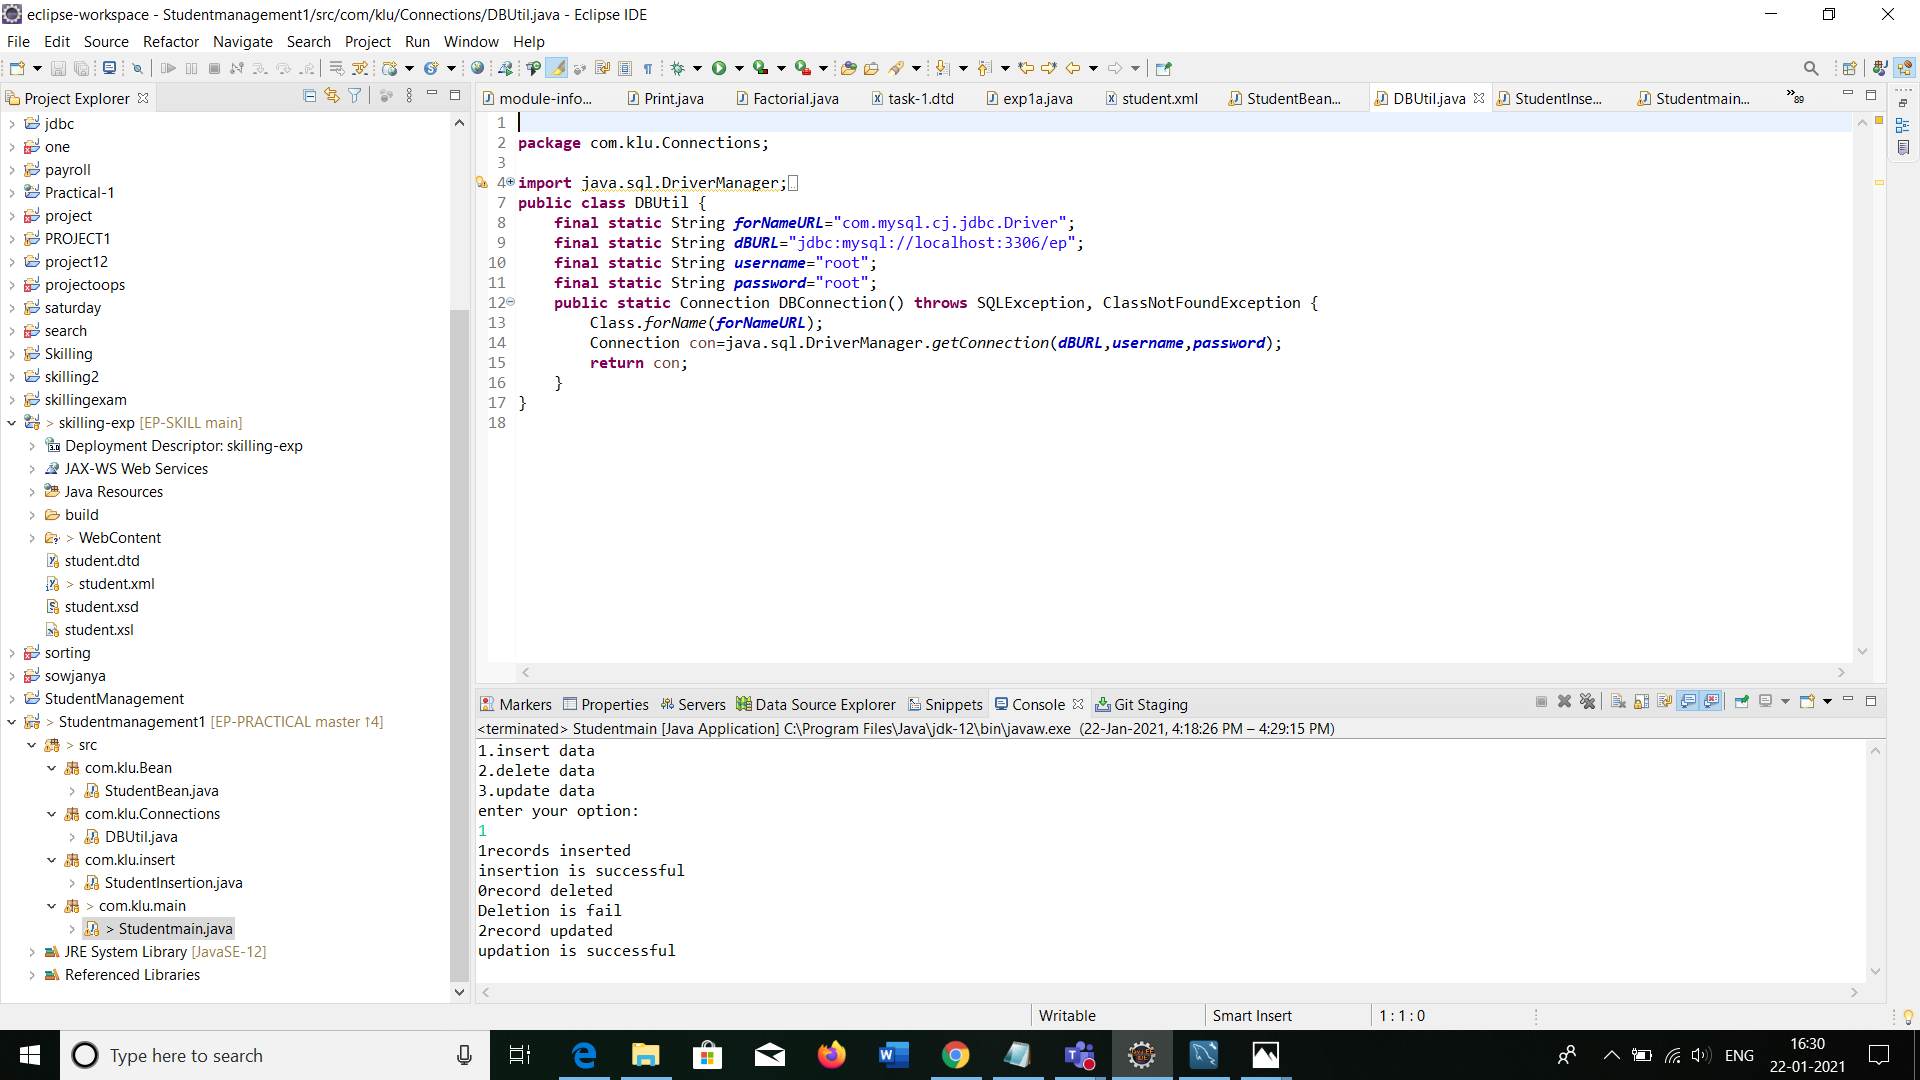 eclipse-workspace - Studentmanagement1/src/com/klu/Connections/DBUtil.java - Eclipse IDE
File Edit Source Refactor Navigate Search Project Run Window Help
Project Explorer
jdbc
one
payroll
Practical-1
project
PROJECT1
project12
projectoops
saturday
search
Skilling
skilling2
skillingexam
> skilling-exp [EP-SKILL main]
Deployment Descriptor: skilling-exp
JAX-WS Web Services
Java Resources
build
> WebContent
student.dtd
> student.xml
student.xsd
student.xsl
sorting
sowjanya
StudentManagement
> Studentmanagement1 [EP-PRACTICAL master ↑4]
> src
com.klu.Bean
StudentBean.java
com.klu.Connections
DBUtil.java
com.klu.insert
StudentInsertion.java
> com.klu.main
> Studentmain.java
JRE System Library [JavaSE-12]
Referenced Libraries
module-info... Print.java Factorial.java task-1.dtd exp1a.java student.xml StudentBean... DBUtil.java StudentInse... Studentmain... »89
1
2 package com.klu.Connections;
3
4 import java.sql.DriverManager;
7 public class DBUtil {
8 final static String forNameURL="com.mysql.cj.jdbc.Driver";
9 final static String dBURL="jdbc:mysql://localhost:3306/ep";
10 final static String username="root";
11 final static String password="root";
12 public static Connection DBConnection() throws SQLException, ClassNotFoundException {
13 Class.forName(forNameURL);
14 Connection con=java.sql.DriverManager.getConnection(dBURL,username,password);
15 return con;
16 }
17 }
18
Markers Properties Servers Data Source Explorer Snippets Console Git Staging
<terminated> Studentmain [Java Application] C:\Program Files\Java\jdk-12\bin\javaw.exe (22-Jan-2021, 4:18:26 PM – 4:29:15 PM)
1.insert data
2.delete data
3.update data
enter your option:
1
1records inserted
insertion is successful
0record deleted
Deletion is fail
2record updated
updation is successful
Writable Smart Insert 1 : 1 : 0
Type here to search
ENG
16:30
22-01-2021